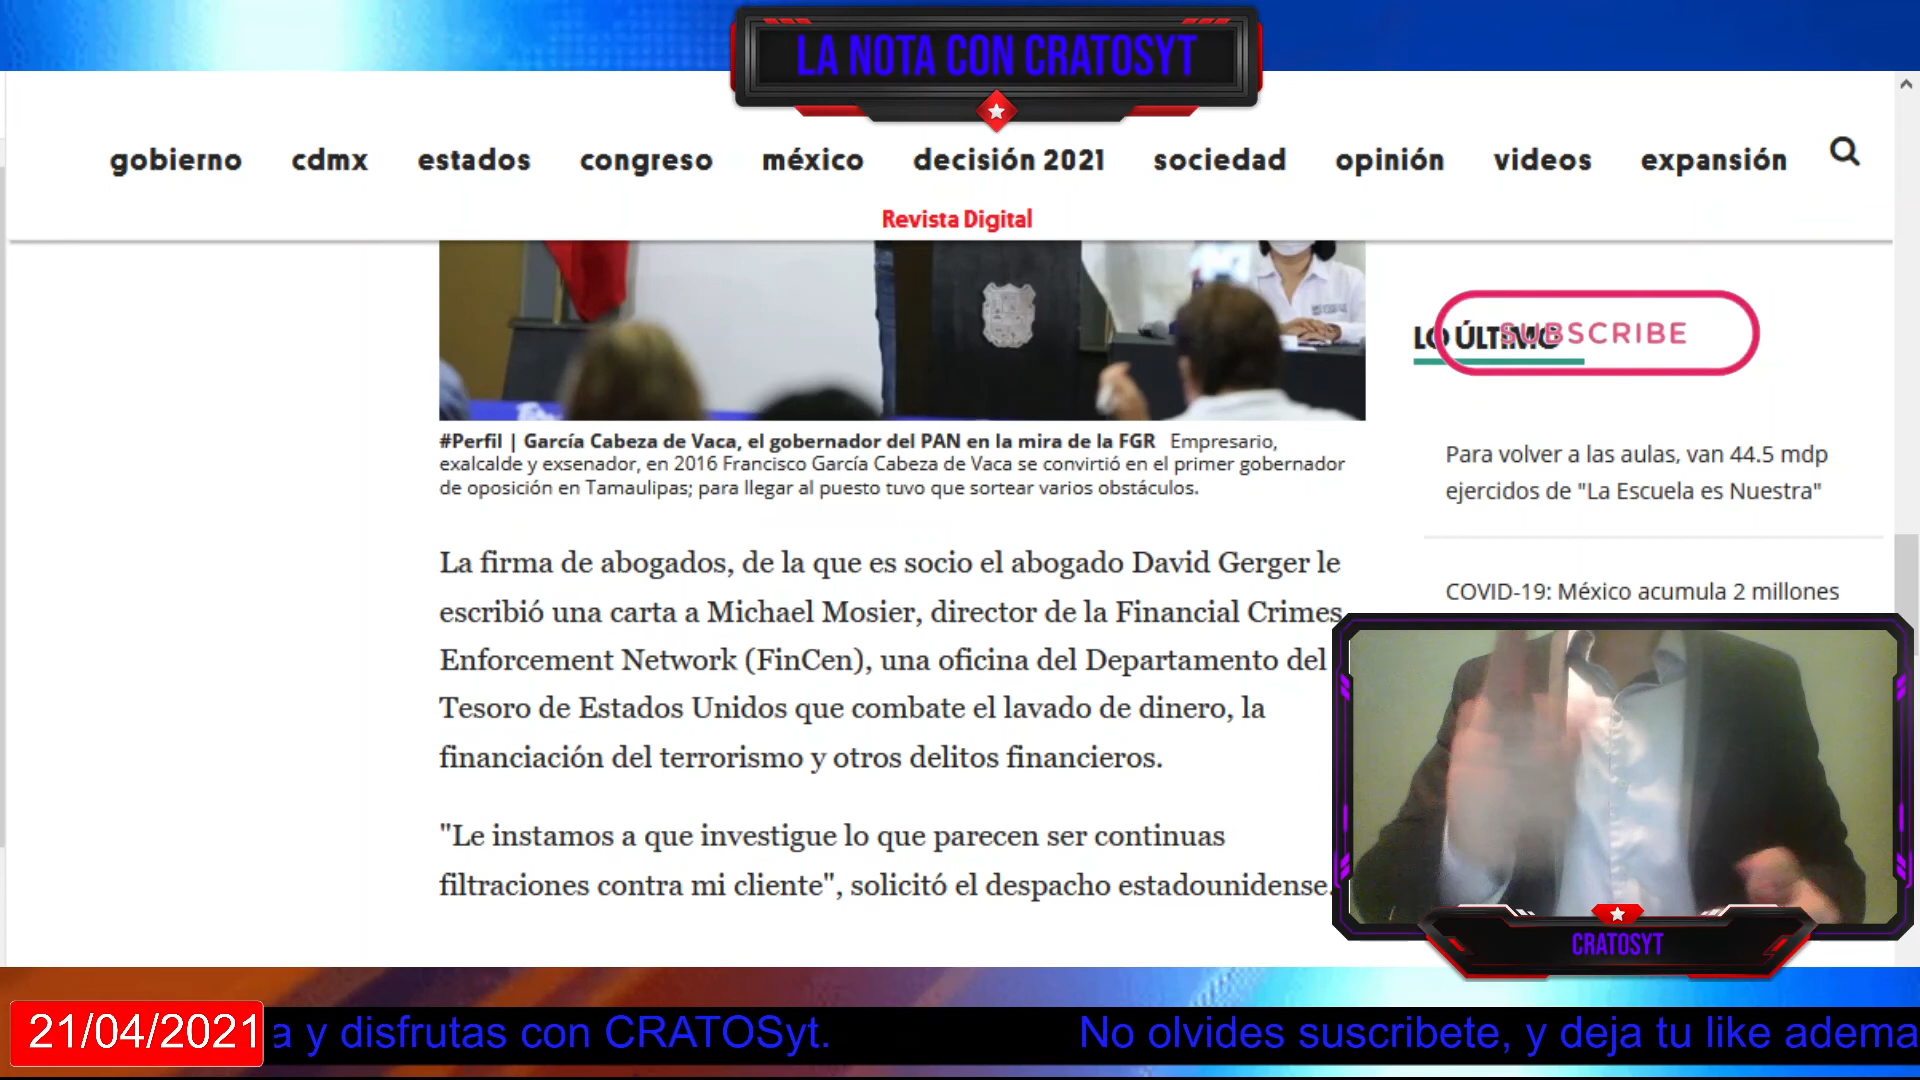 LA NOTA CON CRATOSYT
gobierno cdmx estados congreso méxico decisión 2021 sociedad opinión videos expansión
Revista Digital
LO ÚLTIMO
SUBSCRIBE
#Perfil | García Cabeza de Vaca, el gobernador del PAN en la mira de la FGR Empresario,
exalcalde y exsenador, en 2016 Francisco García Cabeza de Vaca se convirtió en el primer gobernador
de oposición en Tamaulipas; para llegar al puesto tuvo que sortear varios obstáculos.
La firma de abogados, de la que es socio el abogado David Gerger le
escribió una carta a Michael Mosier, director de la Financial Crimes
Enforcement Network (FinCen), una oficina del Departamento del
Tesoro de Estados Unidos que combate el lavado de dinero, la
financiación del terrorismo y otros delitos financieros.
"Le instamos a que investigue lo que parecen ser continuas
filtraciones contra mi cliente", solicitó el despacho estadounidense.
Para volver a las aulas, van 44.5 mdp
ejercidos de "La Escuela es Nuestra"
COVID-19: México acumula 2 millones
CRATOSYT
21/04/2021
a y disfrutas con CRATOSyt. No olvides suscribete, y deja tu like adema